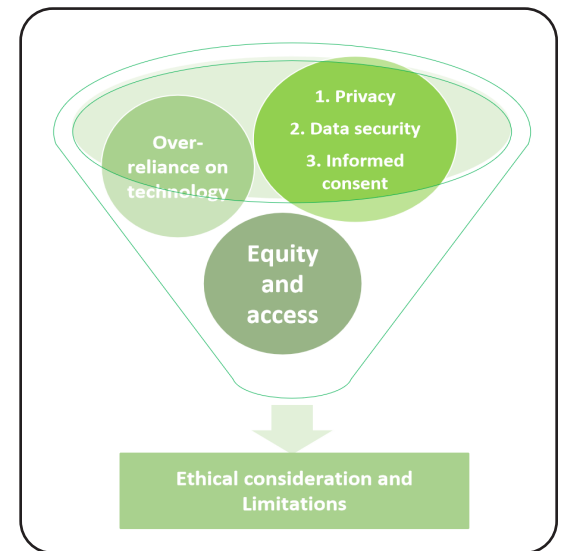 1. Privacy
2. Data security
3. Informed
consent
Over-
reliance on
technology
Equity
and
access
Ethical consideration and
Limitations